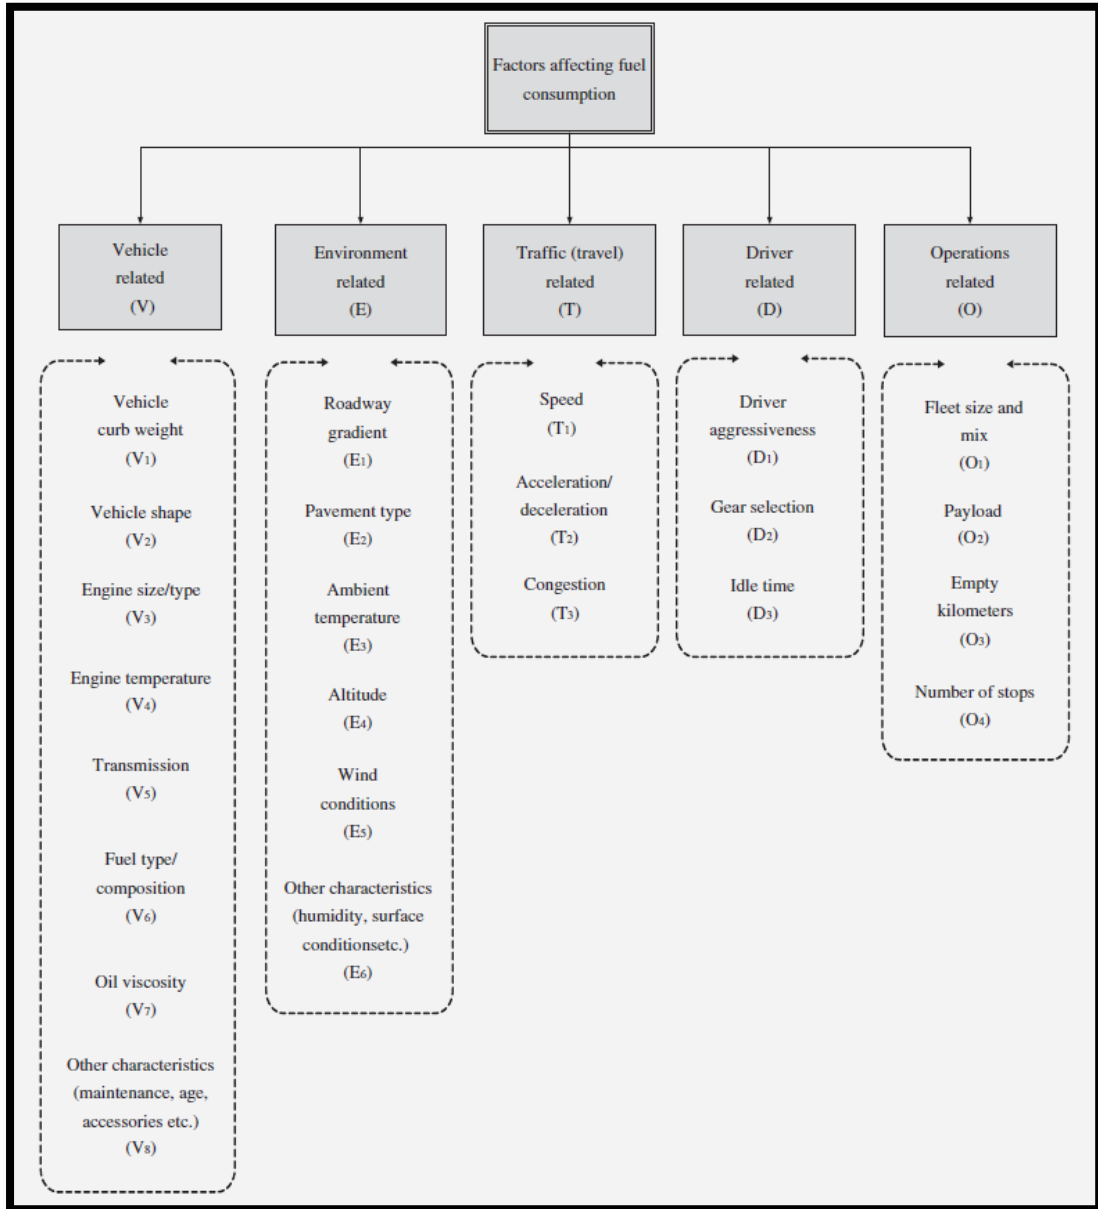 Factors affecting fuel
consumption
Vehicle
related
(V)
Environment
related
(E)
Traffic (travel)
related
(T)
Driver
related
(D)
Operations
related
(O)
Vehicle
curb weight
(V1)
Vehicle shape
(V2)
Engine size/type
(V3)
Engine temperature
(V4)
Transmission
(V5)
Fuel type/
composition
(V6)
Oil viscosity
(V7)
Other characteristics
(maintenance, age,
accessories etc.)
(V8)
Roadway
gradient
(E1)
Pavement type
(E2)
Ambient
temperature
(E3)
Altitude
(E4)
Wind
conditions
(E5)
Other characteristics
(humidity, surface
conditionsetc.)
(E6)
Speed
(T1)
Acceleration/
deceleration
(T2)
Congestion
(T3)
Driver
aggressiveness
(D1)
Gear selection
(D2)
Idle time
(D3)
Fleet size and
mix
(O1)
Payload
(O2)
Empty
kilometers
(O3)
Number of stops
(O4)